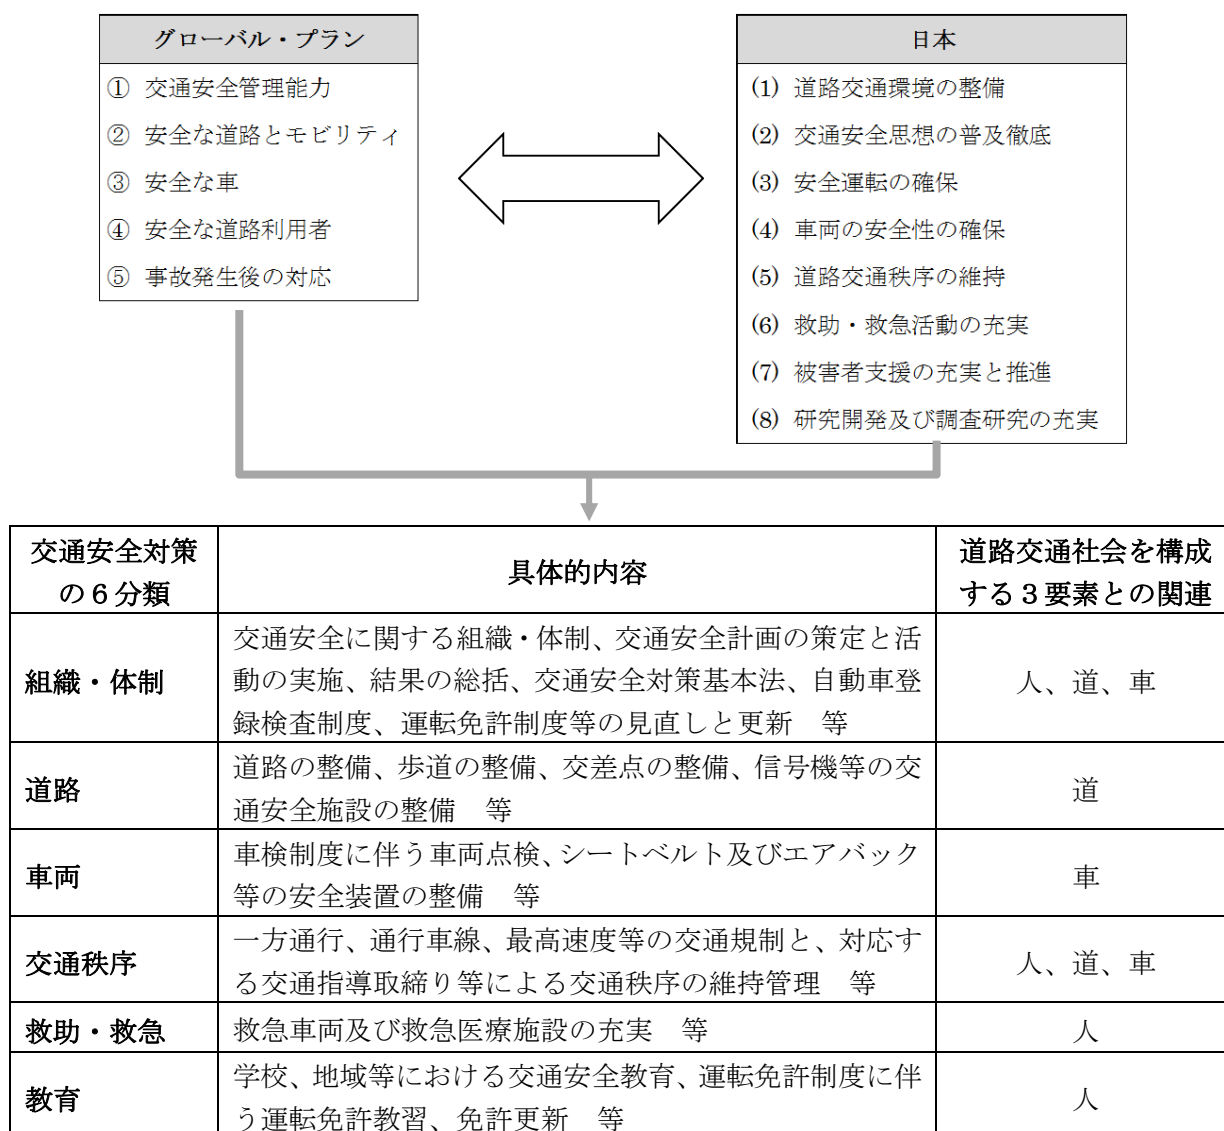 グローバル・プラン
① 交通安全管理能力
② 安全な道路とモビリティ
③ 安全な車
④ 安全な道路利用者
⑤ 事故発生後の対応
日本
(1) 道路交通環境の整備
(2) 交通安全思想の普及徹底
(3) 安全運転の確保
(4) 車両の安全性の確保
(5) 道路交通秩序の維持
(6) 救助・救急活動の充実
(7) 被害者支援の充実と推進
(8) 研究開発及び調査研究の充実
交通安全対策
の6分類
具体的内容
道路交通社会を構成
する3要素との関連
組織・体制
交通安全に関する組織・体制、交通安全計画の策定と活
動の実施、結果の総括、交通安全対策基本法、自動車登
録検査制度、運転免許制度等の見直しと更新 等
人、道、車
道路
道路の整備、歩道の整備、交差点の整備、信号機等の交
通安全施設の整備 等
道
車両
車検制度に伴う車両点検、シートベルト及びエアバック
等の安全装置の整備 等
車
交通秩序
一方通行、通行車線、最高速度等の交通規制と、対応す
る交通指導取締り等による交通秩序の維持管理 等
人、道、車
救助・救急
救急車両及び救急医療施設の充実 等
人
教育
学校、地域等における交通安全教育、運転免許制度に伴
う運転免許教習、免許更新 等
人